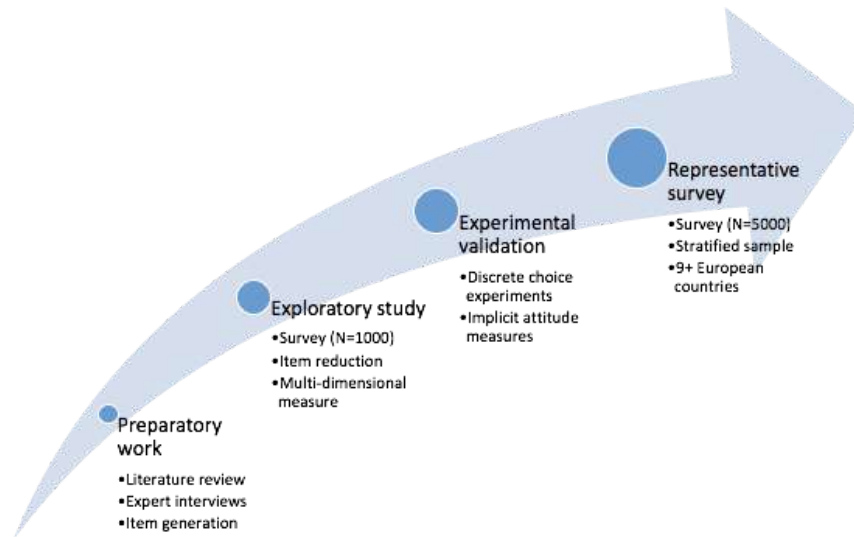 Preparatory
work
•Literature review
•Expert interviews
•Item generation
Exploratory study
•Survey (N=1000)
•Item reduction
•Multi-dimensional
measure
Experimental
validation
•Discrete choice
experiments
•Implicit attitude
measures
Representative
survey
•Survey (N=5000)
•Stratified sample
•9+ European
countries